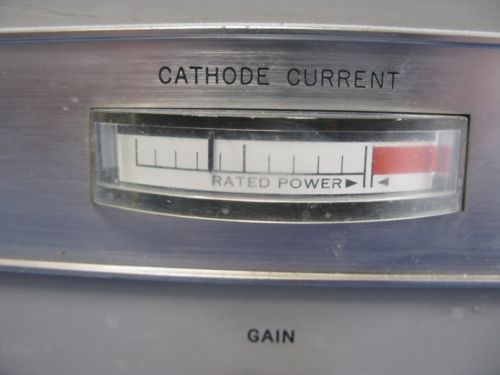 CATHODE CURRENT
RATED POWER
GAIN